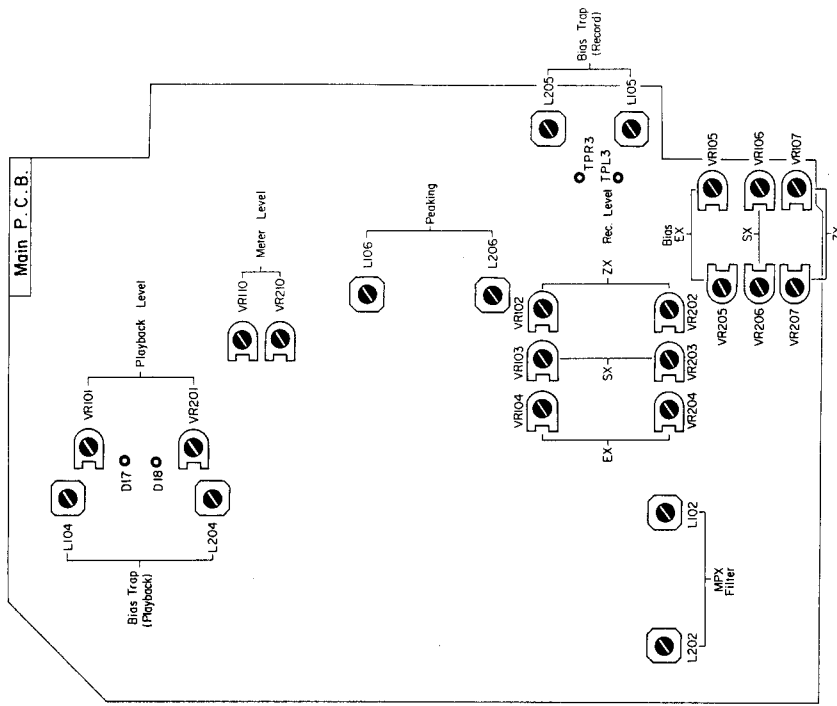 Main P. C. B.
Bias Trap
(Playback)
L104
L204
D17
D18
VR101
VR201
Playback Level
VR110
VR210
Meter Level
L106
L206
Peaking
Bias Trap
(Record)
L205
L105
TPR3
TPL3
Rec. Level
VR102
VR103
VR104
VR202
VR203
VR204
ZX
SX
EX
Bias
EX
SX
ZX
VR105
VR106
VR107
VR205
VR206
VR207
L102
L202
MPX
Filter